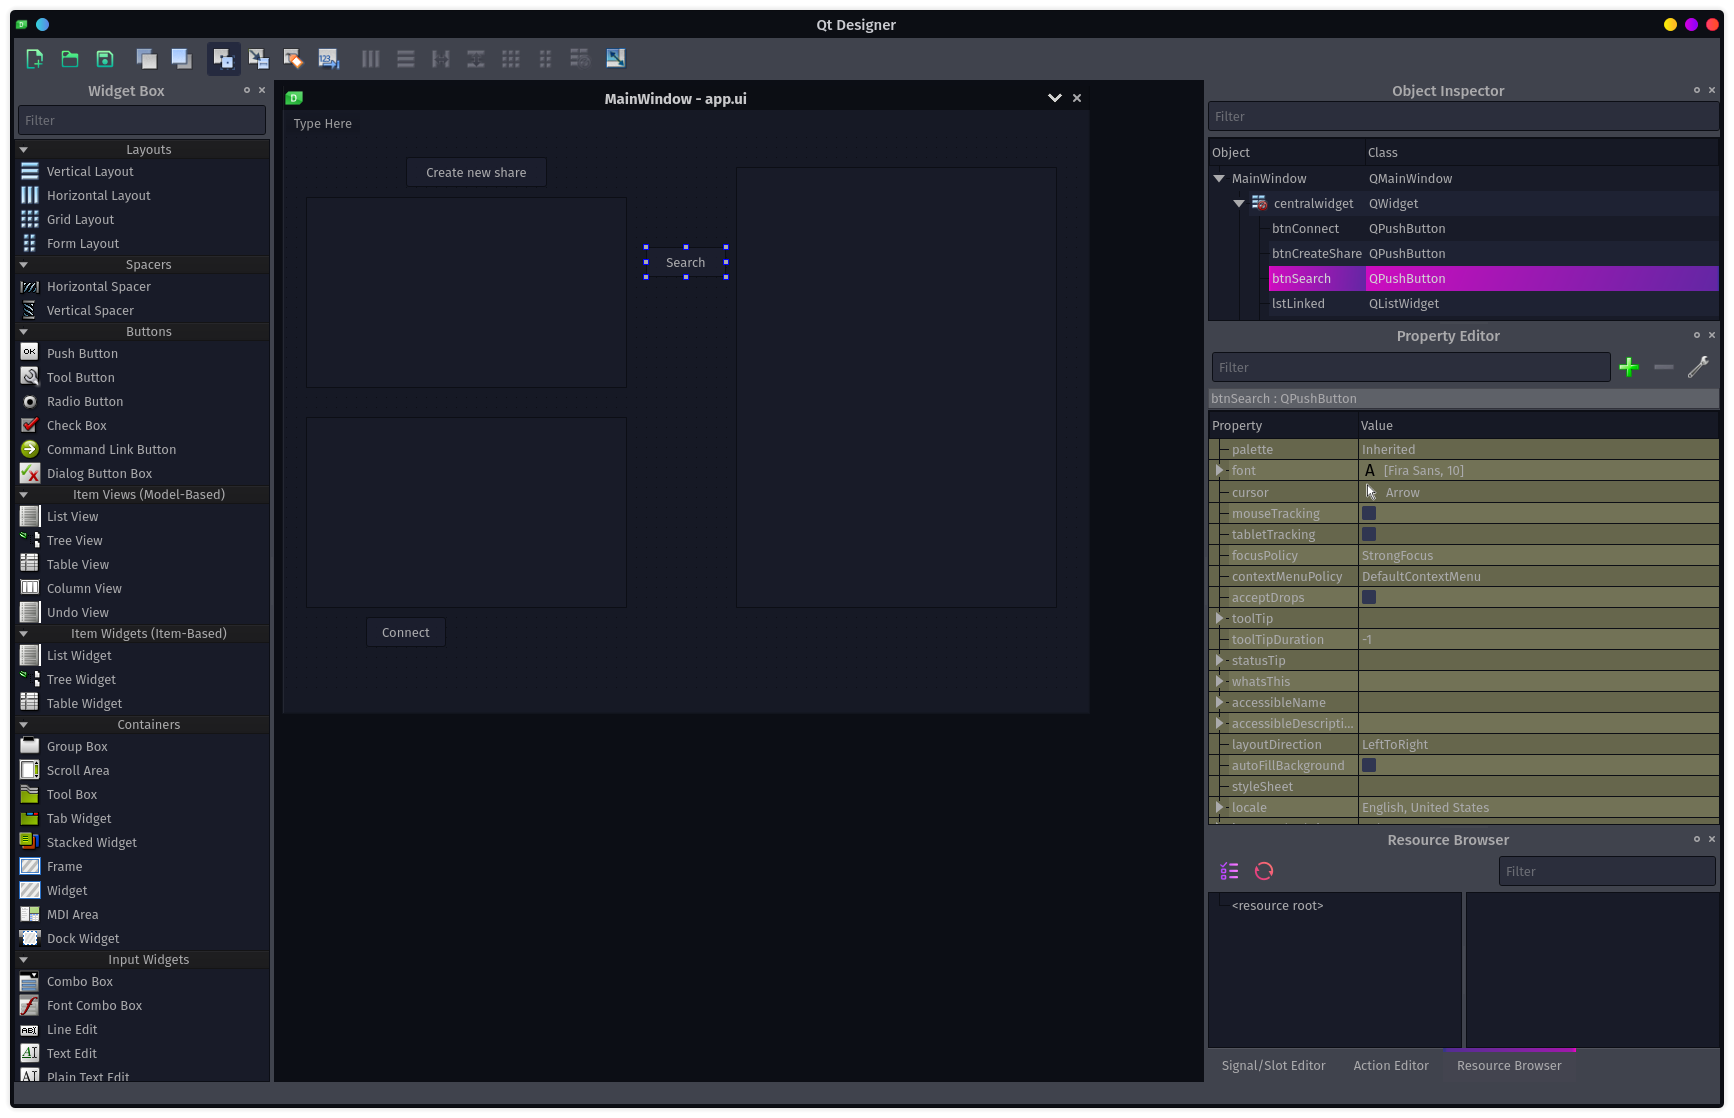 Qt Designer
Widget Box
Filter
Layouts
Vertical Layout
Horizontal Layout
Grid Layout
Form Layout
Spacers
Horizontal Spacer
Vertical Spacer
Buttons
Push Button
Tool Button
Radio Button
Check Box
Command Link Button
Dialog Button Box
Item Views (Model-Based)
List View
Tree View
Table View
Column View
Undo View
Item Widgets (Item-Based)
List Widget
Tree Widget
Table Widget
Containers
Group Box
Scroll Area
Tool Box
Tab Widget
Stacked Widget
Frame
Widget
MDI Area
Dock Widget
Input Widgets
Combo Box
Font Combo Box
Line Edit
Text Edit
Plain Text Edit
MainWindow - app.ui
Type Here
Create new share
Search
Connect
Object Inspector
Filter
Object Class
MainWindow QMainWindow
centralwidget QWidget
btnConnect QPushButton
btnCreateShare QPushButton
btnSearch QPushButton
lstLinked QListWidget
Property Editor
Filter
btnSearch : QPushButton
Property Value
palette Inherited
font A [Fira Sans, 10]
cursor Arrow
mouseTracking
tabletTracking
focusPolicy StrongFocus
contextMenuPolicy DefaultContextMenu
acceptDrops
toolTip
toolTipDuration -1
statusTip
whatsThis
accessibleName
accessibleDescripti...
layoutDirection LeftToRight
autoFillBackground
styleSheet
locale English, United States
Resource Browser
Filter
<resource root>
Signal/Slot Editor Action Editor Resource Browser